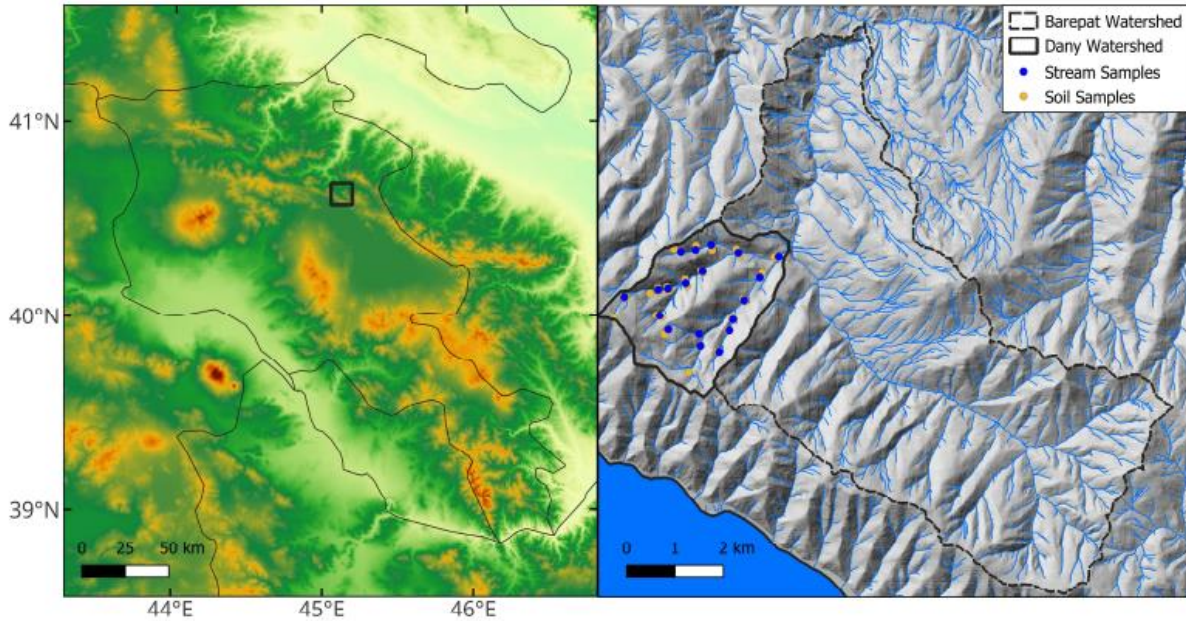 41°N
40°N
39°N
0 25 50 km
44°E 45°E 46°E
Barepat Watershed
Dany Watershed
Stream Samples
Soil Samples
0 1 2 km